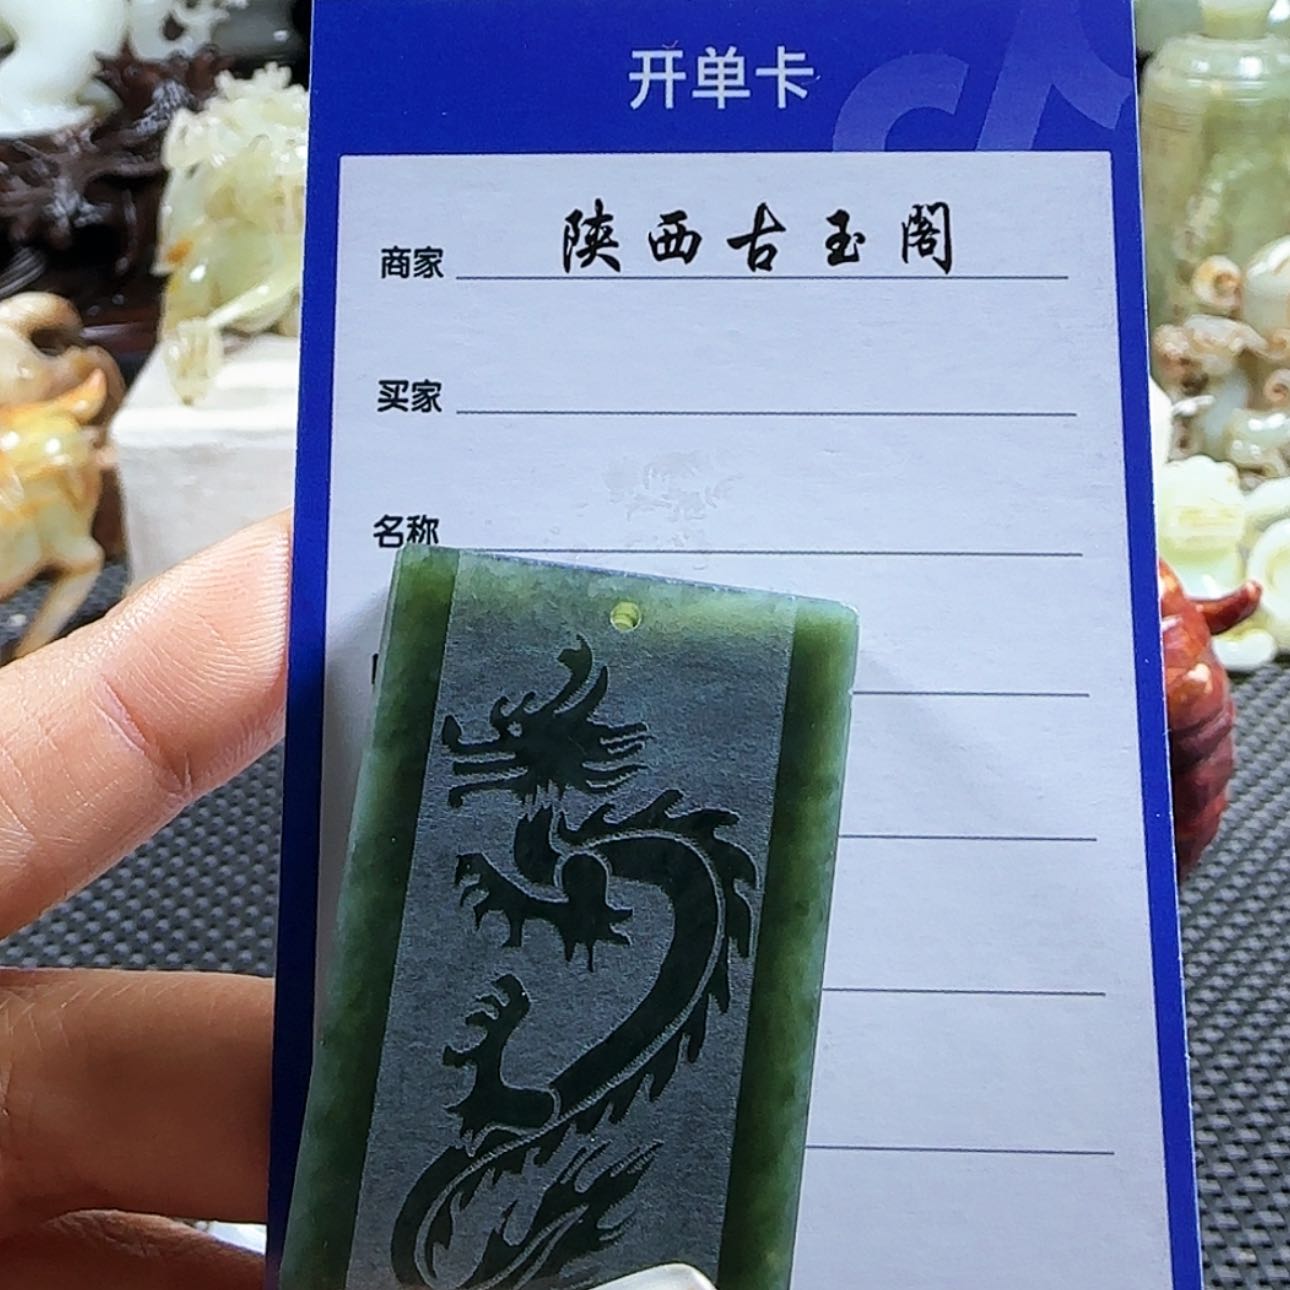 开单卡
商家 陕西古玉阁
买家
名称